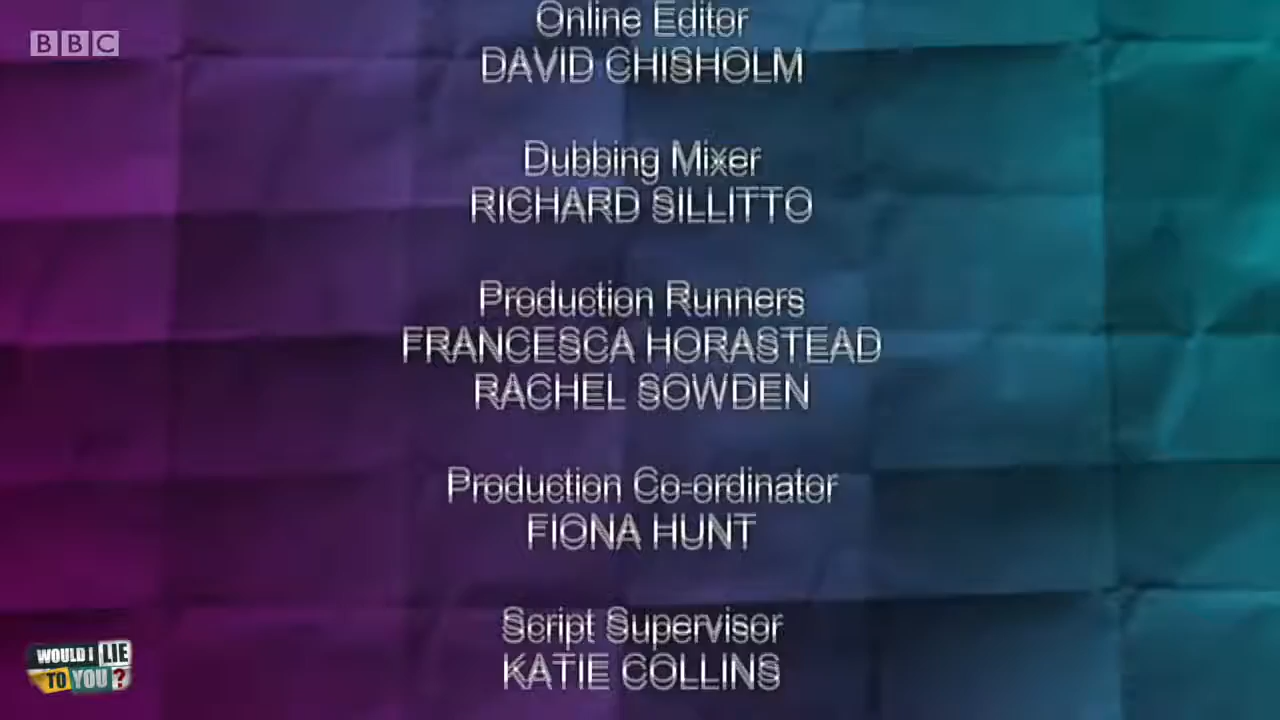 BBC
Online Editor
DAVID CHISHOLM
Dubbing Mixer
RICHARD SILLITTO
Production Runners
FRANCESCA HORASTEAD
RACHEL SOWDEN
Production Co-ordinator
FIONA HUNT
Script Supervisor
KATIE COLLINS
WOULD I LIE
TO YOU?